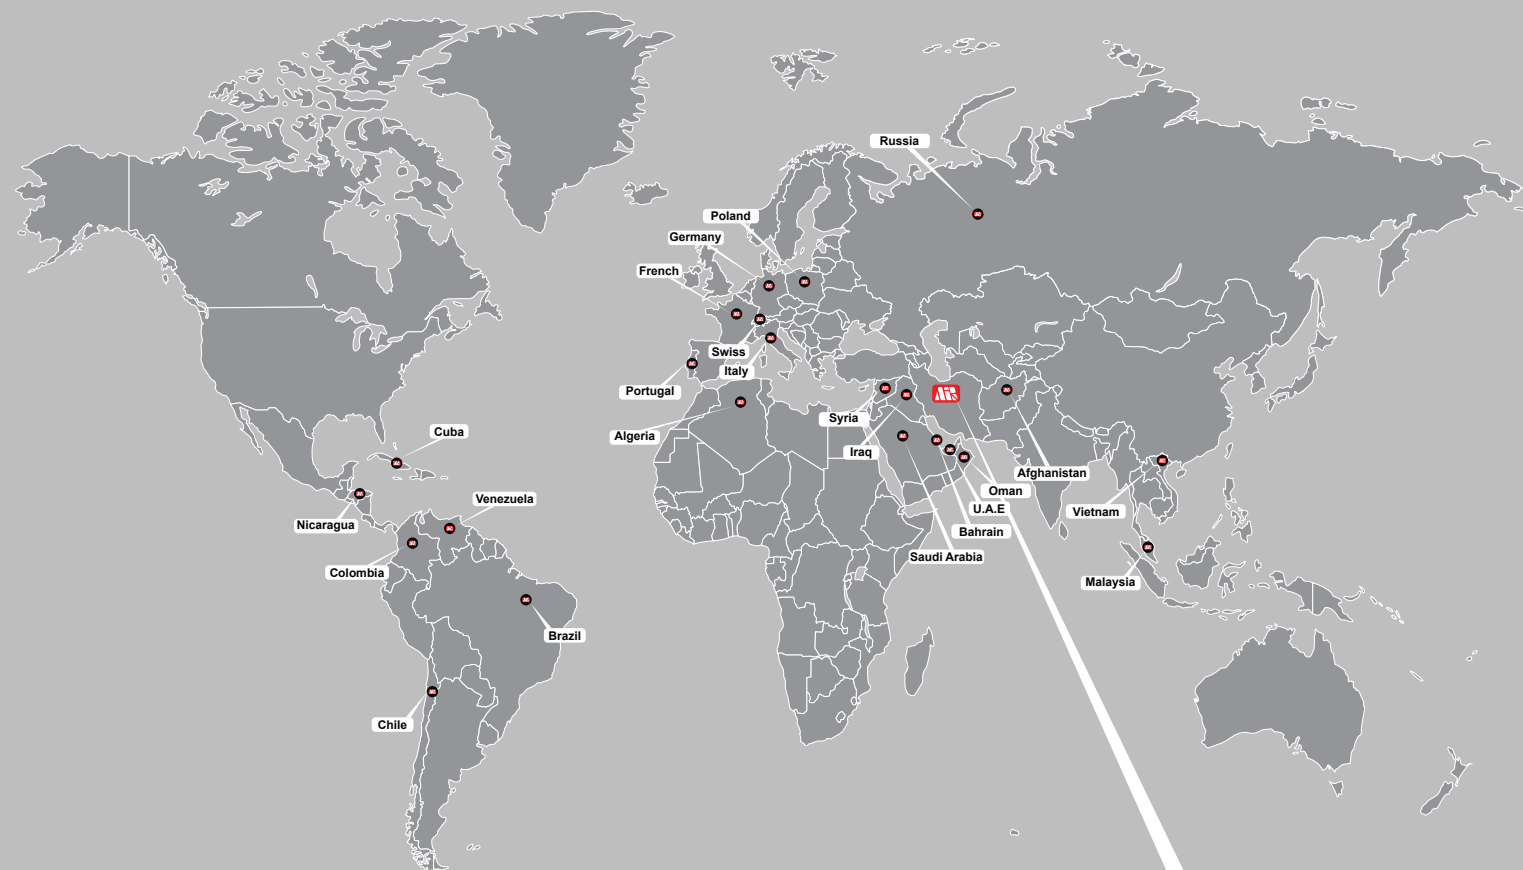 Russia
Poland
Germany
French
Swiss
Italy
Portugal
Algeria
Syria
Iraq
Cuba
Afghanistan
Oman
Venezuela
U.A.E
Vietnam
Nicaragua
Bahrain
Saudi Arabia
Colombia
Malaysia
Brazil
Chile